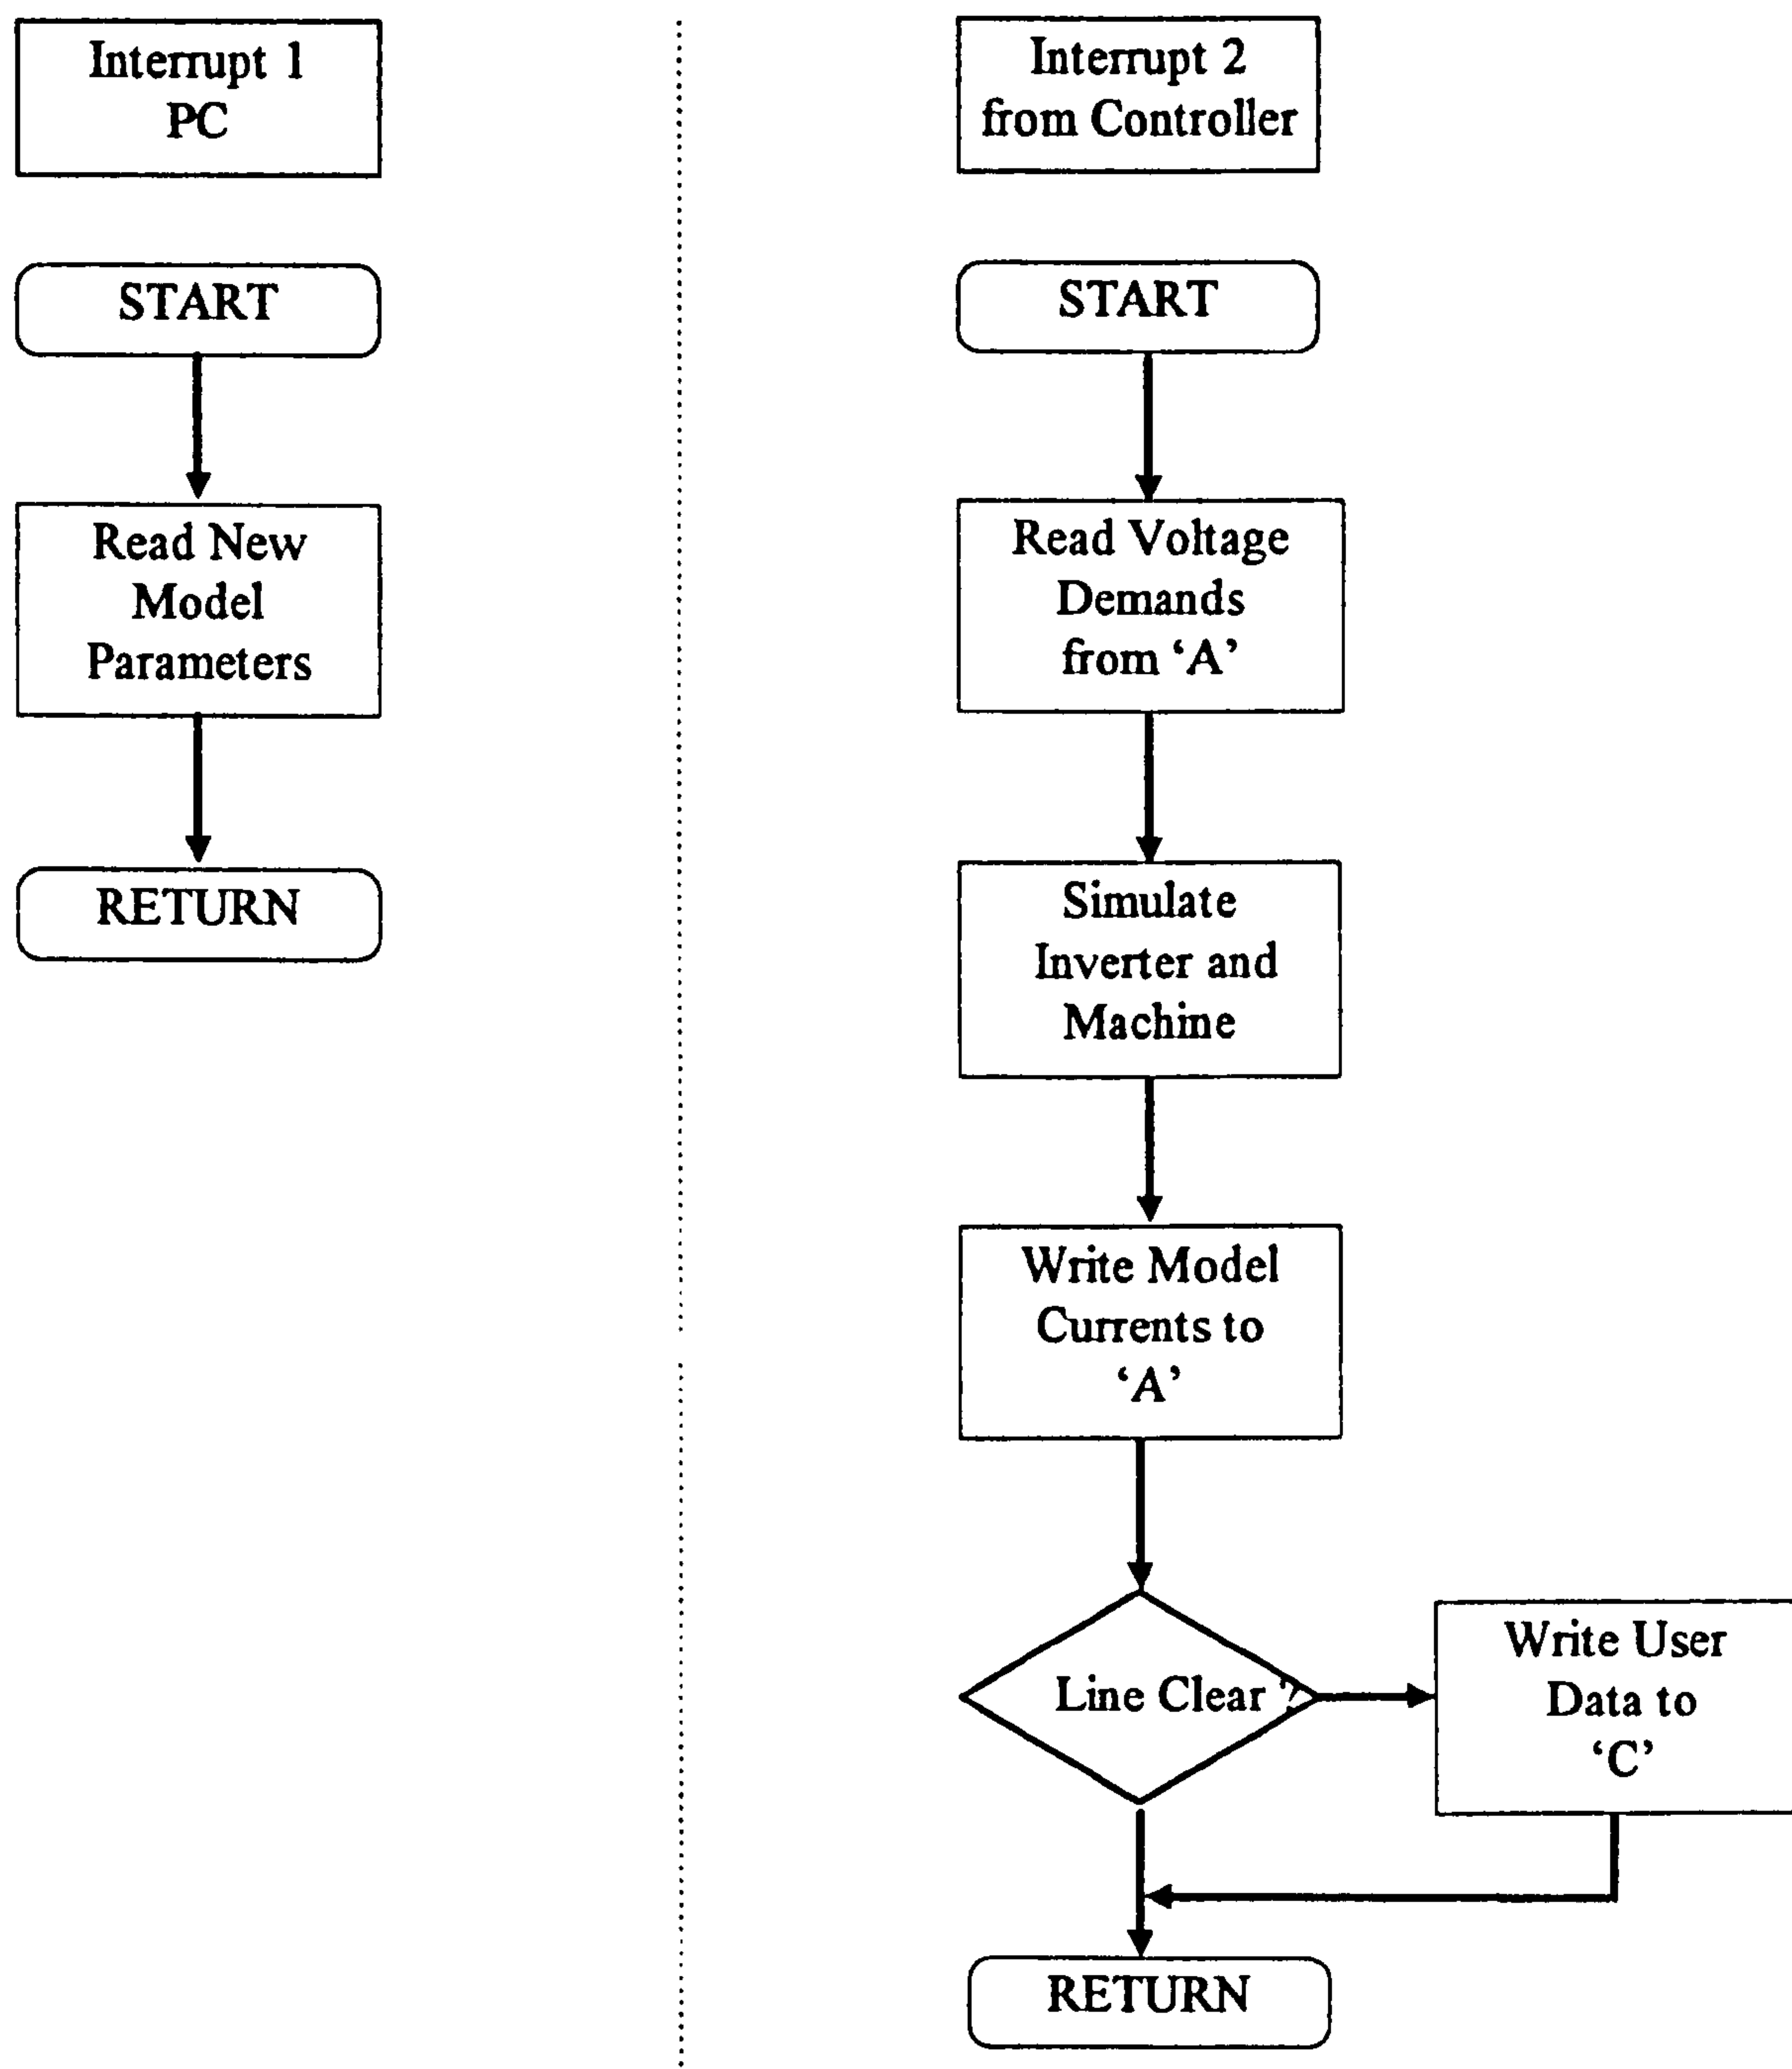 Interrupt 1
PC
START
Read New
Model
Parameters
RETURN
Interrupt 2
from Controller
START
Read Voltage
Demands
from ‘A’
Simulate
Inverter and
Machine
Write Model
Currents to
‘A’
Line Clear ?
Write User
Data to
‘C’
RETURN